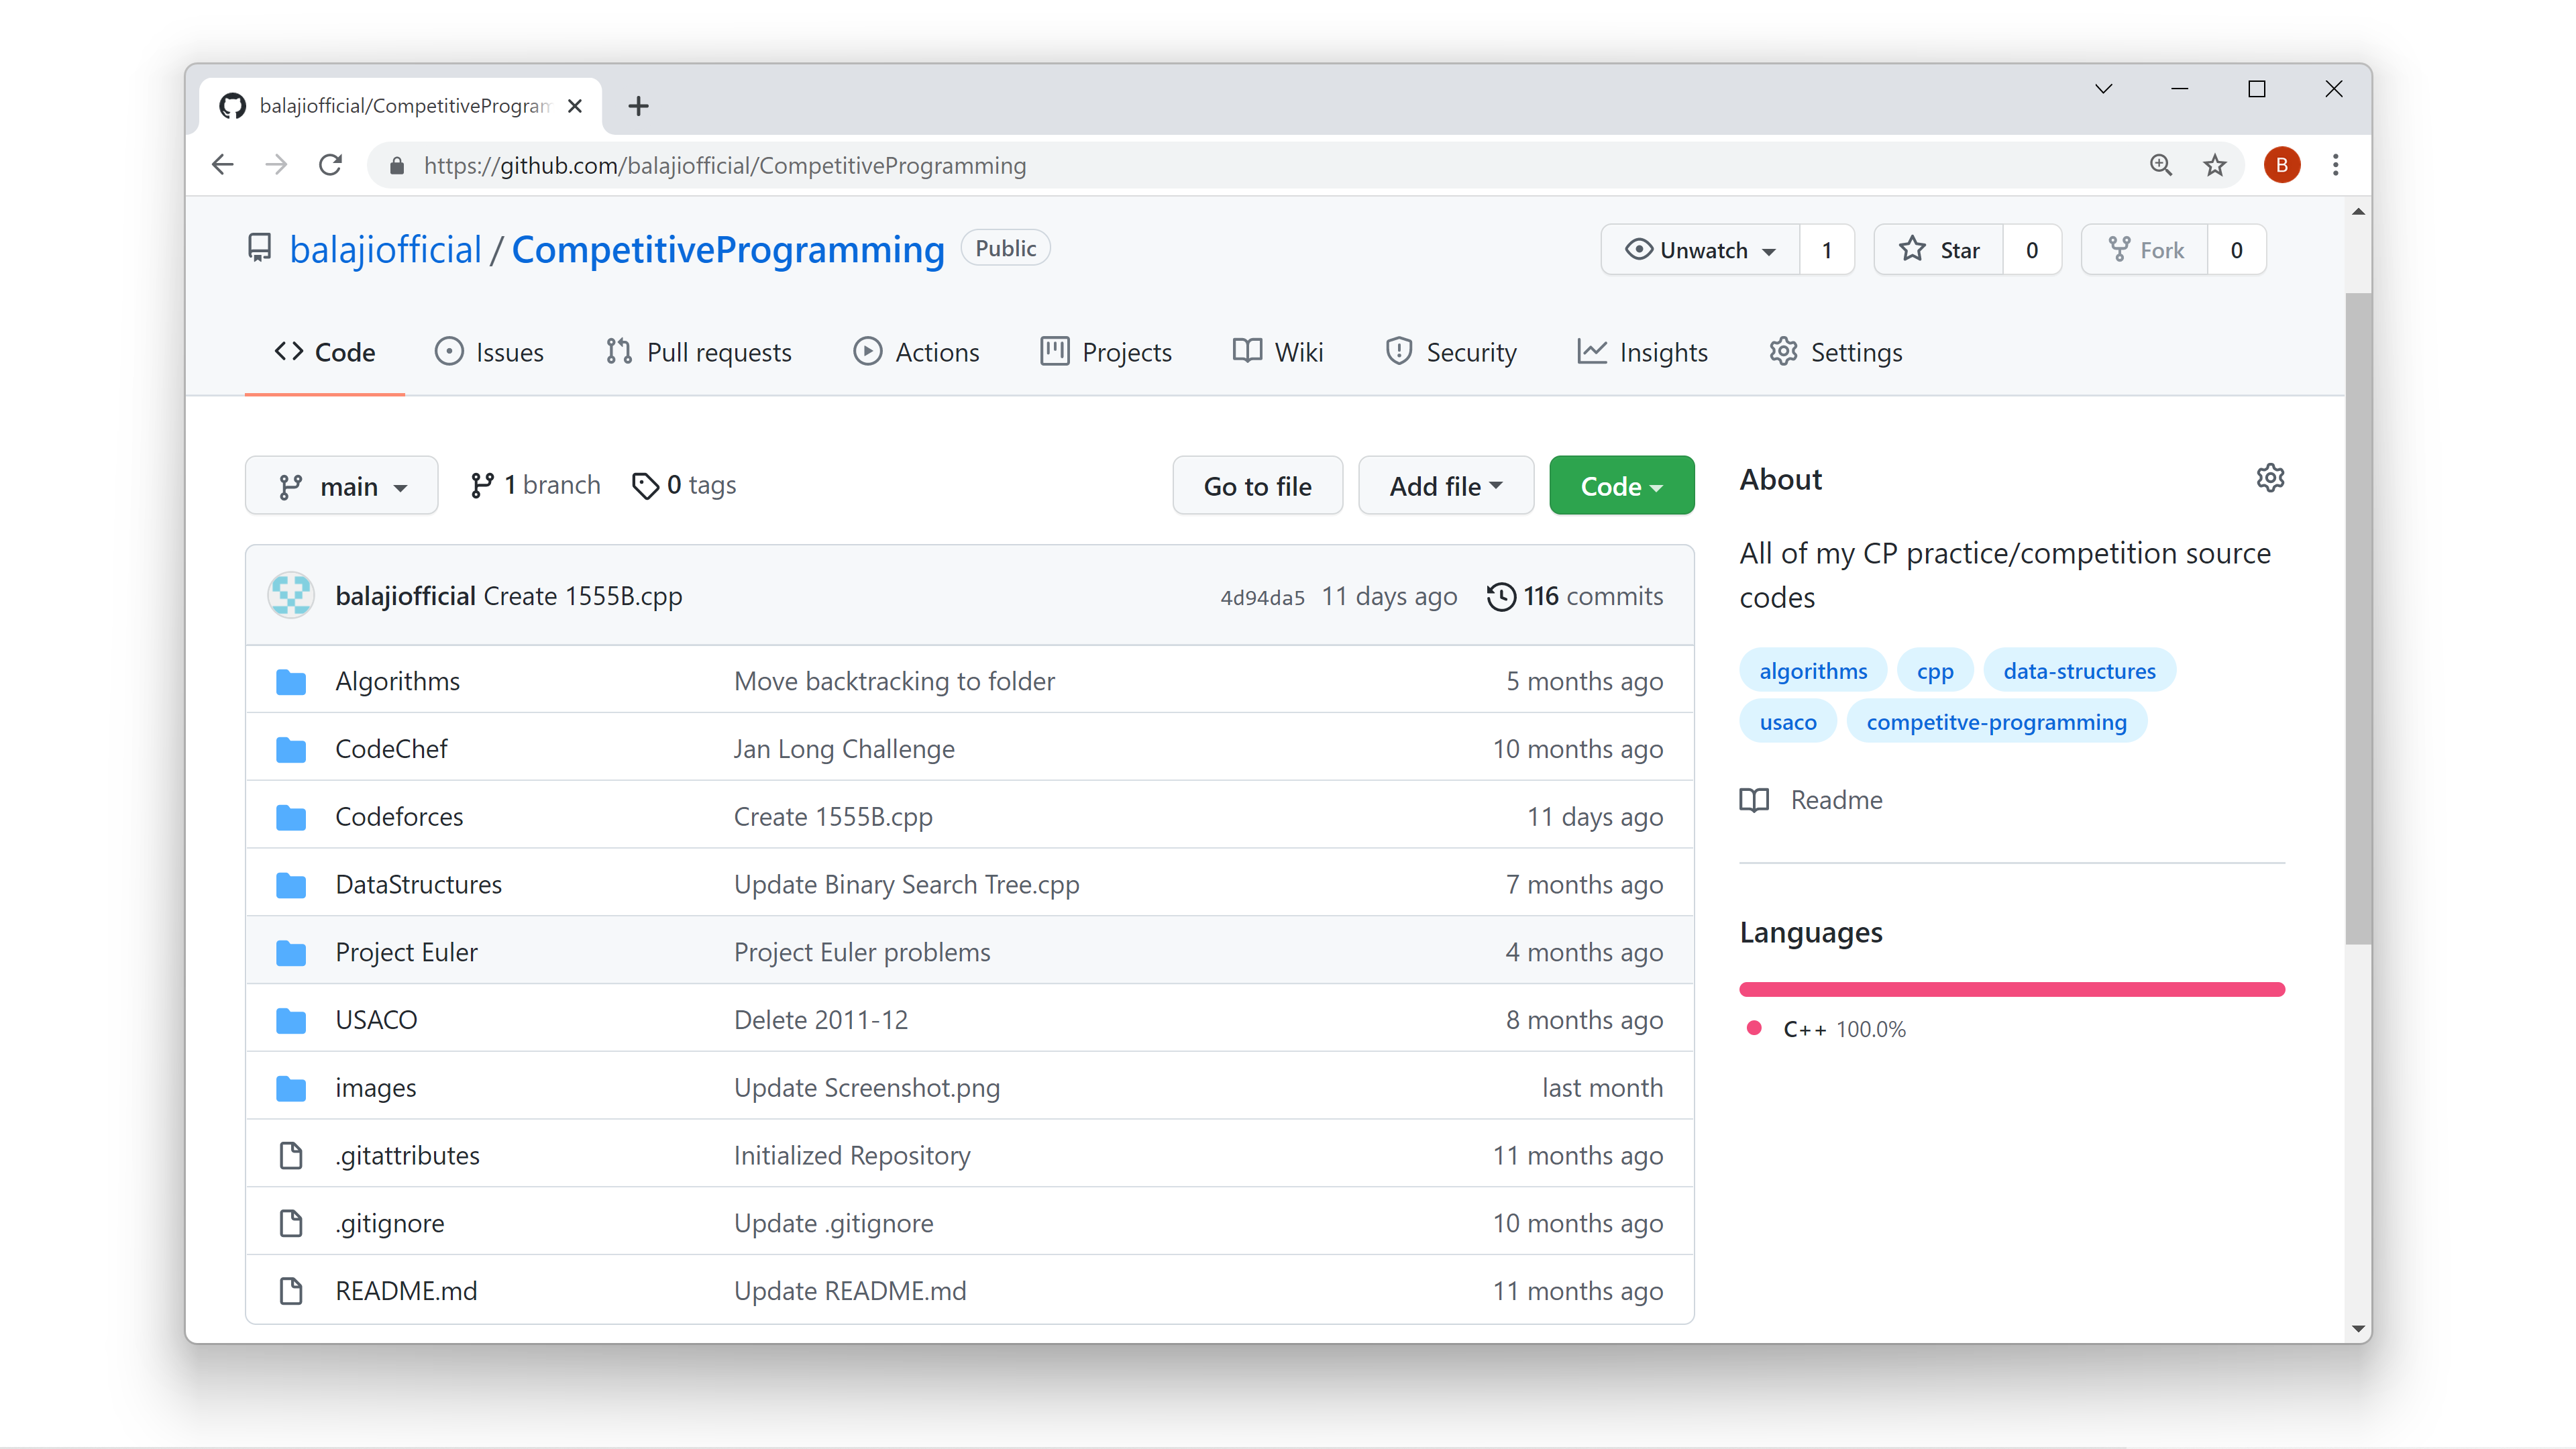 balajiofficial/CompetitiveProgram
https://github.com/balajiofficial/CompetitiveProgramming
B
balajiofficial / CompetitiveProgramming Public
Unwatch 1 Star 0 Fork 0
Code Issues Pull requests Actions Projects Wiki Security Insights Settings
main 1 branch 0 tags Go to file Add file Code
balajiofficial Create 1555B.cpp 4d94da5 11 days ago 116 commits
Algorithms Move backtracking to folder 5 months ago
CodeChef Jan Long Challenge 10 months ago
Codeforces Create 1555B.cpp 11 days ago
DataStructures Update Binary Search Tree.cpp 7 months ago
Project Euler Project Euler problems 4 months ago
USACO Delete 2011-12 8 months ago
images Update Screenshot.png last month
.gitattributes Initialized Repository 11 months ago
.gitignore Update .gitignore 10 months ago
README.md Update README.md 11 months ago
About
All of my CP practice/competition source
codes
algorithms cpp data-structures
usaco competitve-programming
Readme
Languages
C++ 100.0%